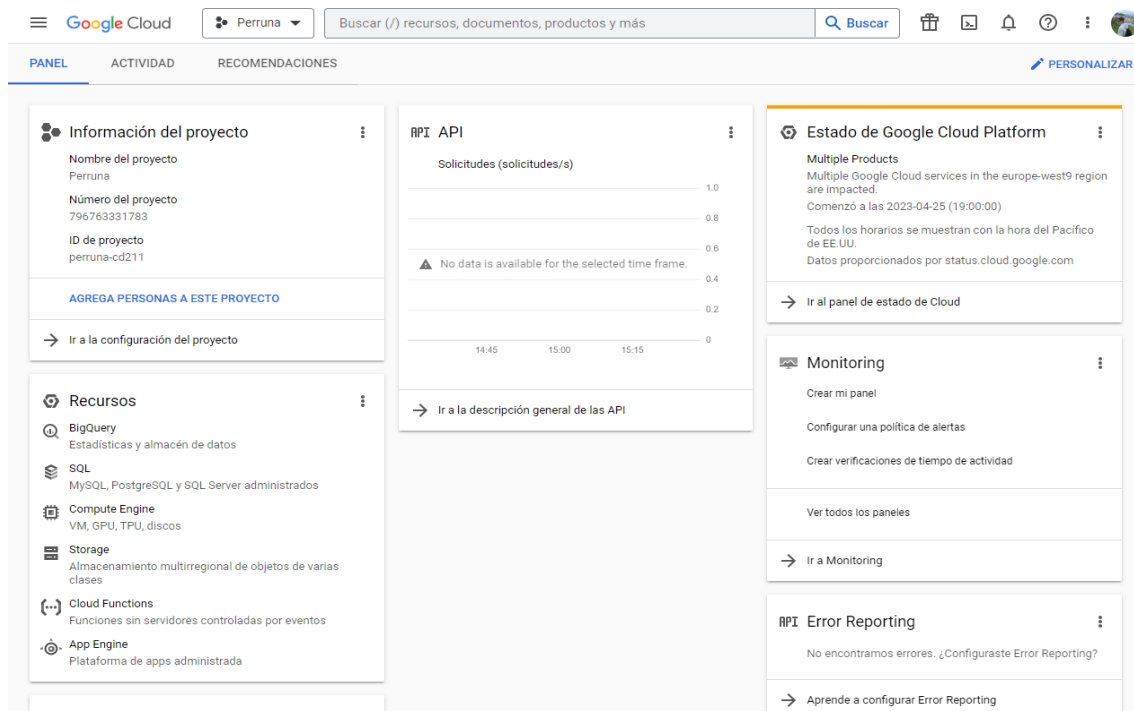 Google Cloud
Perruna
Buscar (/) recursos, documentos, productos y más
Buscar
PANEL
ACTIVIDAD
RECOMENDACIONES
PERSONALIZAR
Información del proyecto
Nombre del proyecto
Perruna
Número del proyecto
796763331783
ID de proyecto
perruna-cd211
AGREGA PERSONAS A ESTE PROYECTO
Ir a la configuración del proyecto
Recursos
BigQuery
Estadísticas y almacén de datos
SQL
MySQL, PostgreSQL y SQL Server administrados
Compute Engine
VM, GPU, TPU, discos
Storage
Almacenamiento multirregional de objetos de varias
clases
Cloud Functions
Funciones sin servidores controladas por eventos
App Engine
Plataforma de apps administrada
API API
Solicitudes (solicitudes/s)
1.0
0.8
0.6
No data is available for the selected time frame.
0.4
0.2
0
14:45 15:00 15:15
Ir a la descripción general de las API
Estado de Google Cloud Platform
Multiple Products
Multiple Google Cloud services in the europe-west9 region
are impacted.
Comenzó a las 2023-04-25 (19:00:00)
Todos los horarios se muestran con la hora del Pacífico
de EE.UU.
Datos proporcionados por status.cloud.google.com
Ir al panel de estado de Cloud
Monitoring
Crear mi panel
Configurar una política de alertas
Crear verificaciones de tiempo de actividad
Ver todos los paneles
Ir a Monitoring
API Error Reporting
No encontramos errores. ¿Configuraste Error Reporting?
Aprende a configurar Error Reporting